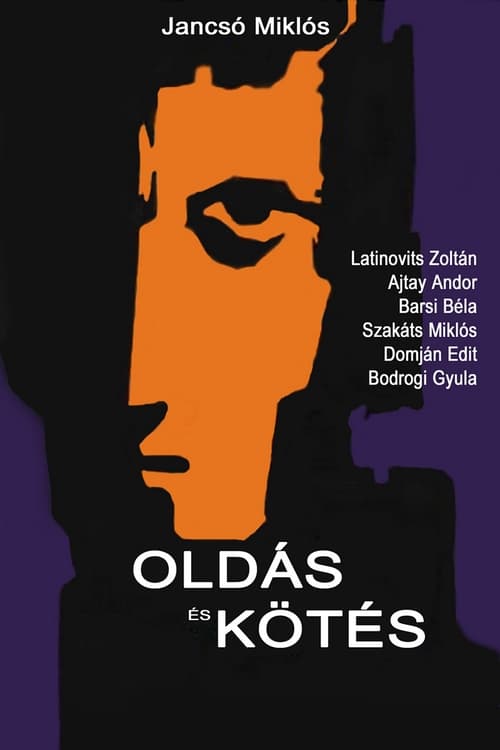 Jancsó Miklós
Latinovits Zoltán
Ajtay Andor
Barsi Béla
Szakáts Miklós
Domján Edit
Bodrogi Gyula
OLDÁS
ÉS KÖTÉS